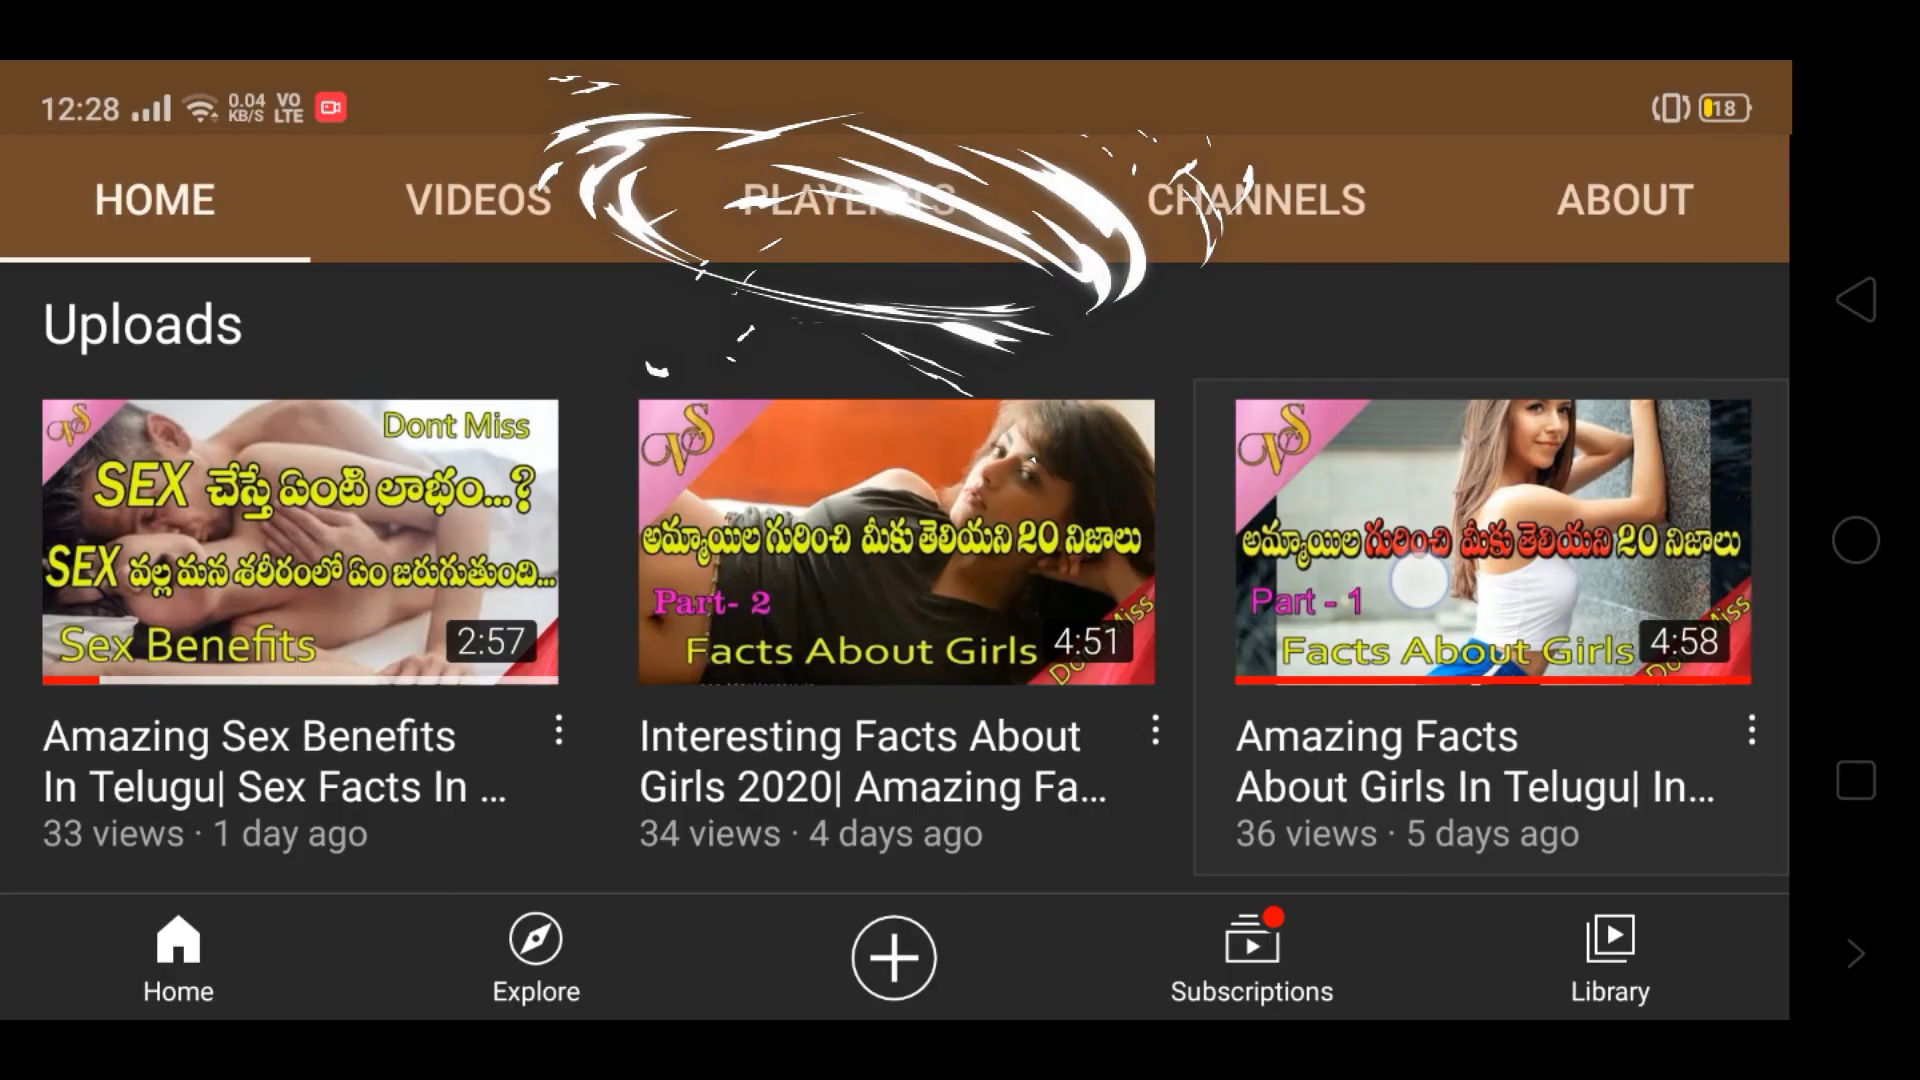 12:28 0.04 KB/S VO LTE 18
HOME VIDEOS PLAYLISTS CHANNELS ABOUT
Uploads
Dont Miss
SEX చేస్తే ఏంటి లాభం...?
SEX వల్ల మన శరీరంలో ఏం జరుగుతుంది...
Sex Benefits
2:57
అమ్మాయిల గురించి మీకు తెలియని 20 నిజాలు
Part- 2
Facts About Girls
4:51
Miss
అమ్మాయిల గురించి మీకు తెలియని 20 నిజాలు
Part - 1
Facts About Girls
4:58
Miss
Amazing Sex Benefits
In Telugu| Sex Facts In ...
33 views · 1 day ago
Interesting Facts About
Girls 2020| Amazing Fa...
34 views · 4 days ago
Amazing Facts
About Girls In Telugu| In...
36 views · 5 days ago
Home Explore Subscriptions Library